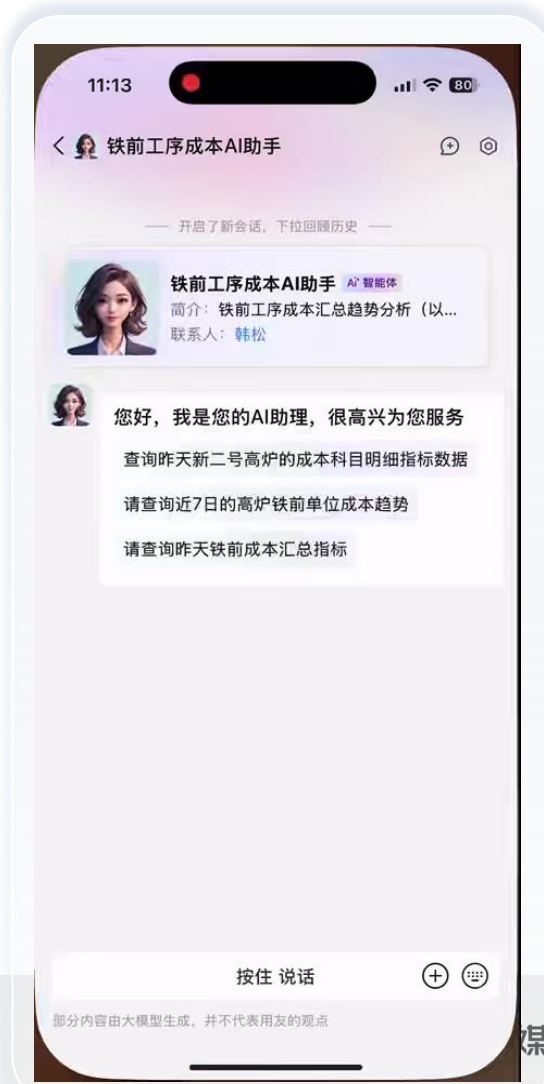 11:13
80
铁前工序成本AI助手
开启了新会话，下拉回顾历史
铁前工序成本AI助手 Ai 智能体
简介：铁前工序成本汇总趋势分析（以...
联系人：韩松
您好，我是您的AI助理，很高兴为您服务
查询昨天新二号高炉的成本科目明细指标数据
请查询近7日的高炉铁前单位成本趋势
请查询昨天铁前成本汇总指标
按住 说话
部分内容由大模型生成，并不代表用友的观点